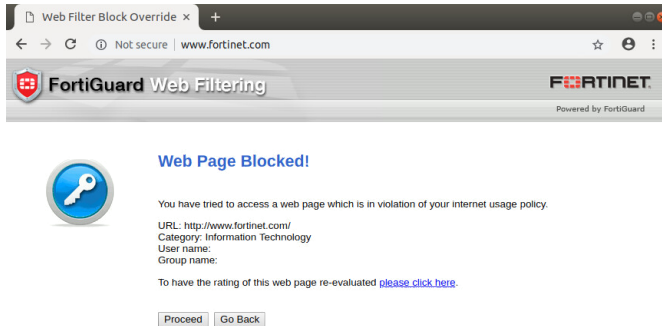 Web Filter Block Override
Not secure | www.fortinet.com
FortiGuard Web Filtering
FORTINET
Powered by FortiGuard
Web Page Blocked!
You have tried to access a web page which is in violation of your internet usage policy.
URL: http://www.fortinet.com/
Category: Information Technology
User name:
Group name:
To have the rating of this web page re-evaluated please click here.
Proceed Go Back